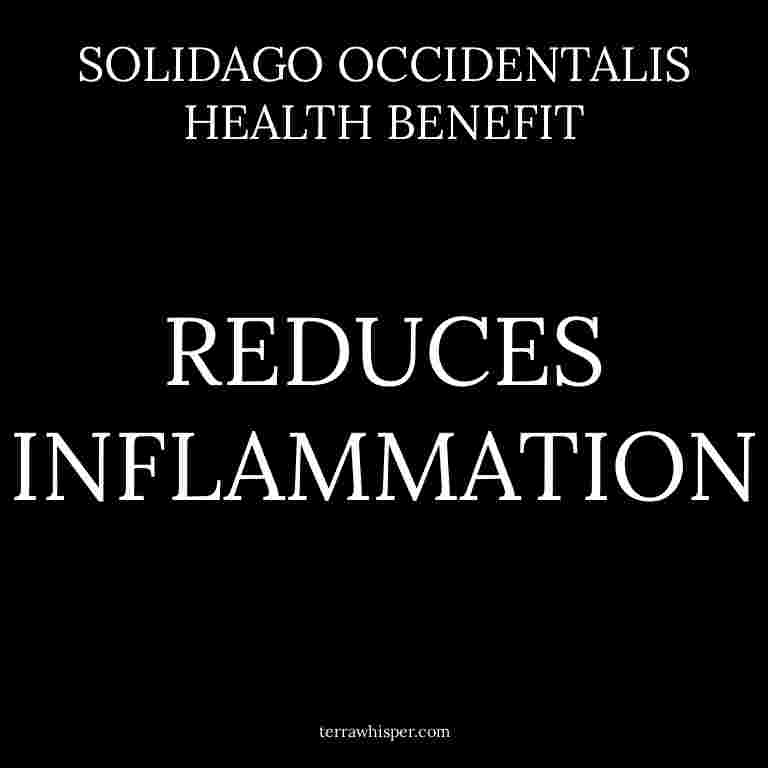 SOLIDAGO OCCIDENTALIS
HEALTH BENEFIT
REDUCES
INFLAMMATION
terrawhisper.com